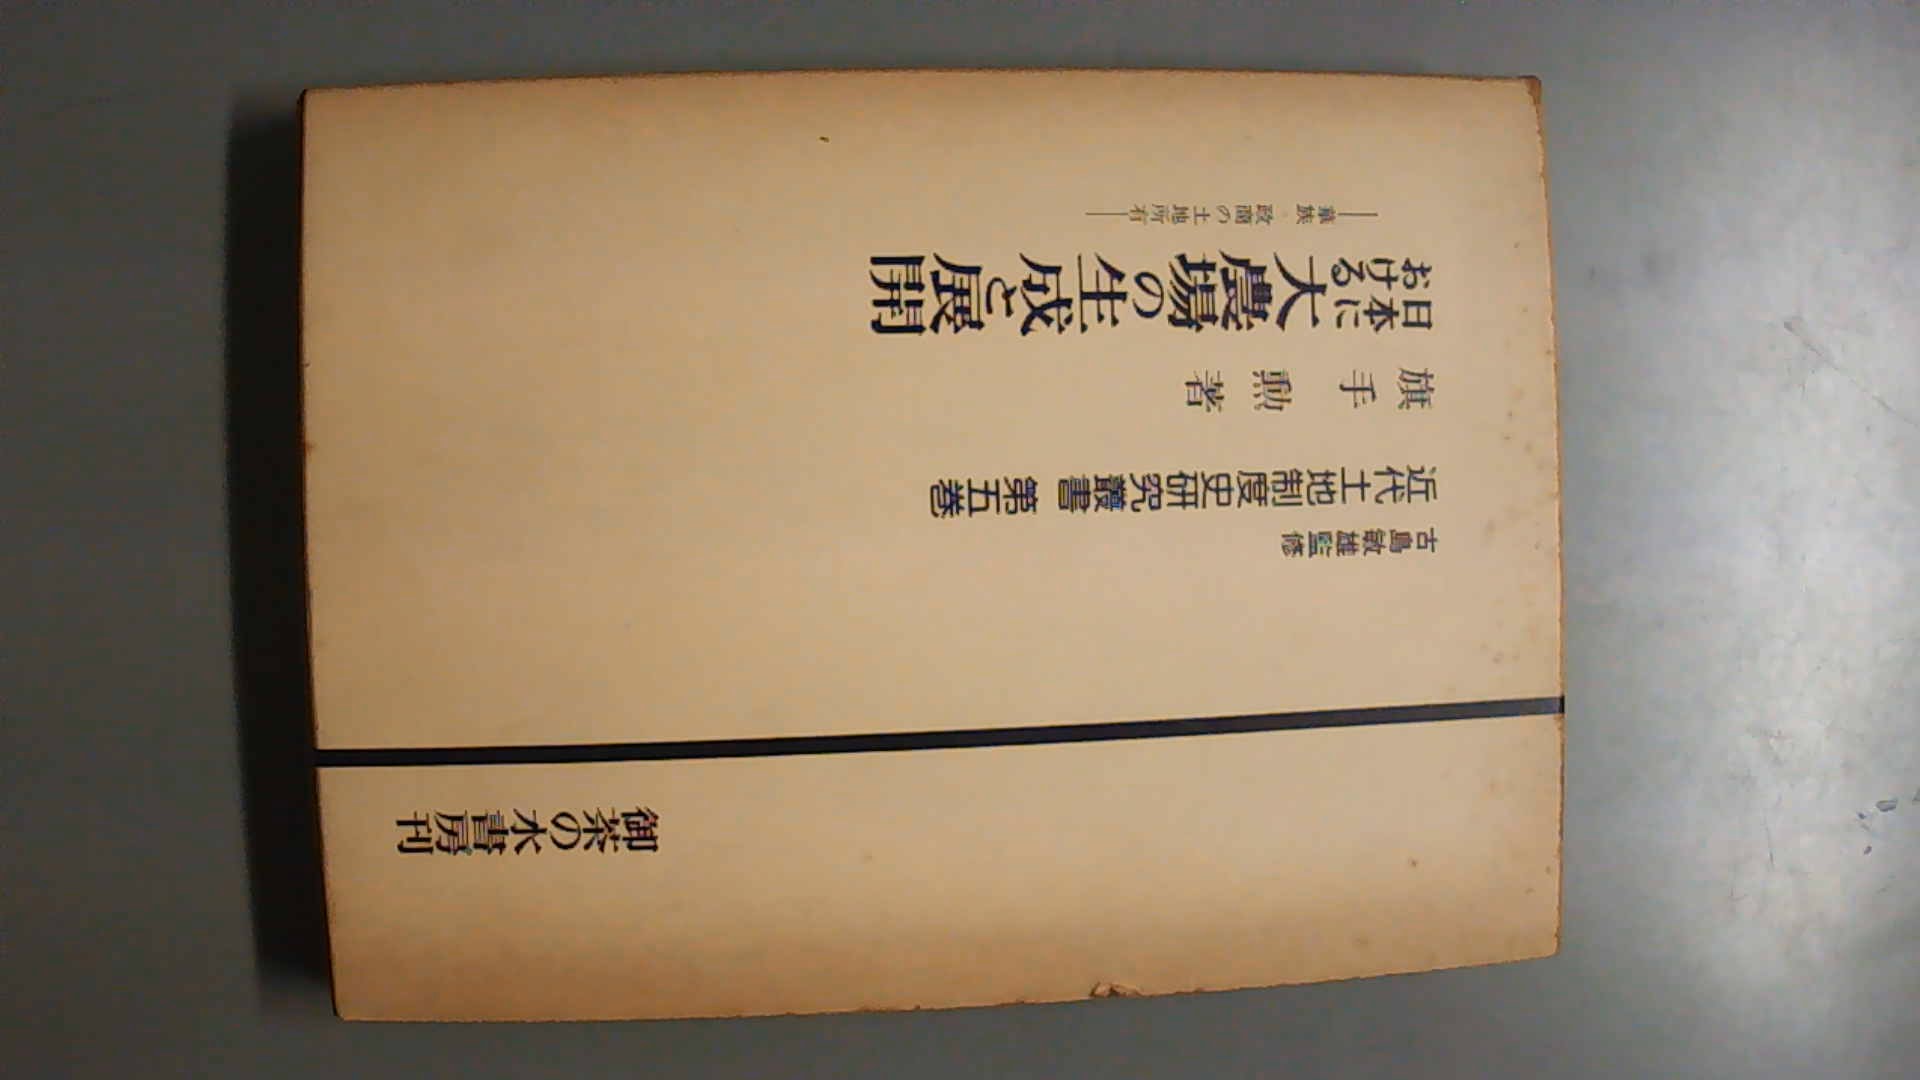 古島敏雄監修
近代土地制度史研究叢書 第五巻
旗手勲著
日本における大農場の生成と展開
――華族・政商の土地所有――
御茶の水書房刊